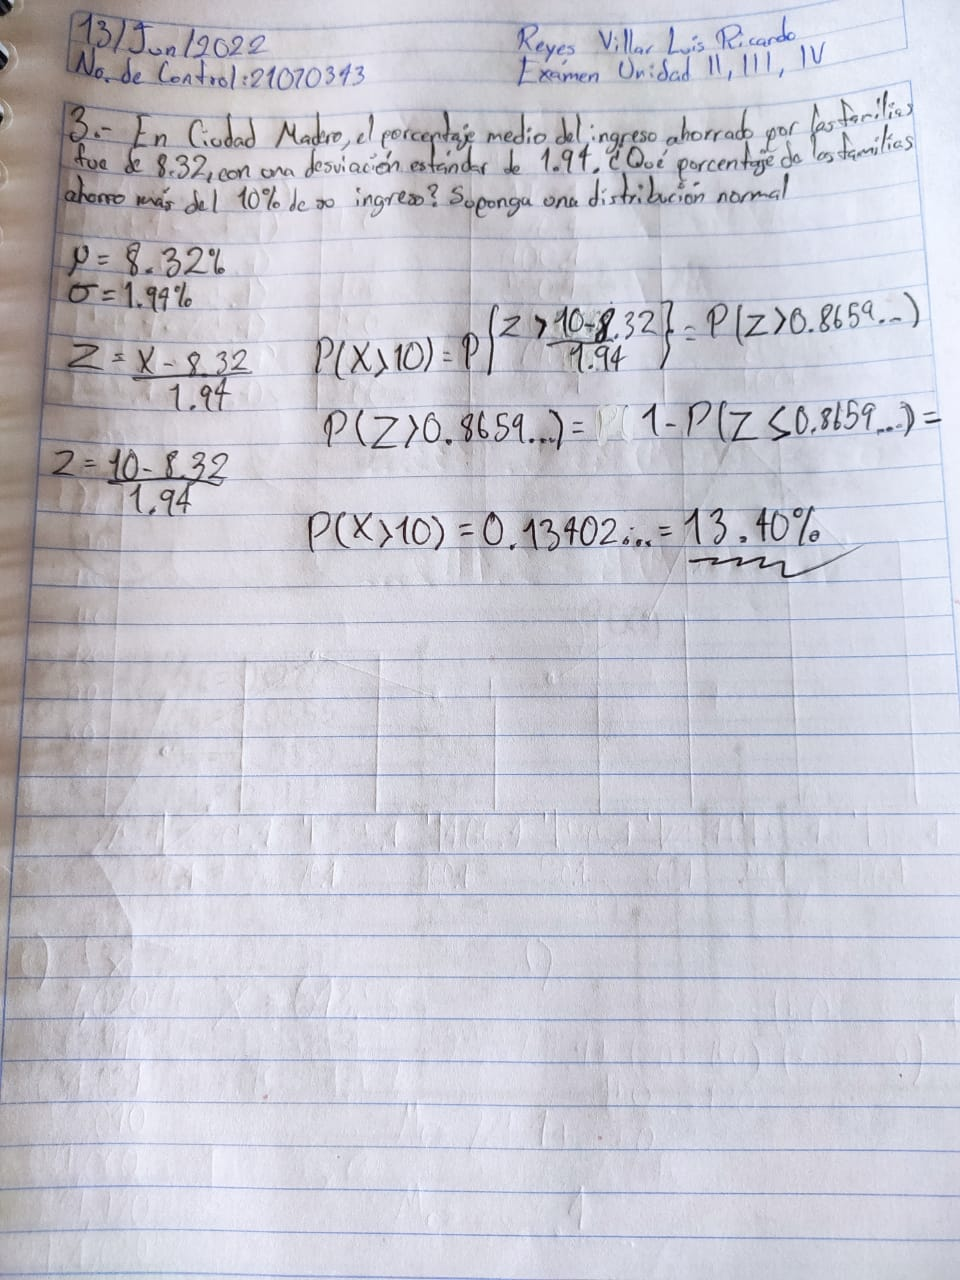 13/Jun/2022
Reyes Villar Luis Ricardo
No. de Control: 21070343
Exámen Unidad II, III, IV
3.- En Ciudad Madero, el porcentaje medio del ingreso ahorrado por las familias
fue de 8.32, con una desviación estándar de 1.94. ¿Qué porcentaje de las familias
ahorro más del 10% de su ingreso? Suponga una distribución normal
μ = 8.32%
σ = 1.94%
Z = X - 8.32 / 1.94
P(X>10) = P{Z > 10-8.32 / 1.94} = P(Z>0.8659...)
P(Z>0.8659...) = 1 - P(Z≤0.8659...) =
Z = 10 - 8.32 / 1.94
P(X>10) = 0.13402... = 13.40%